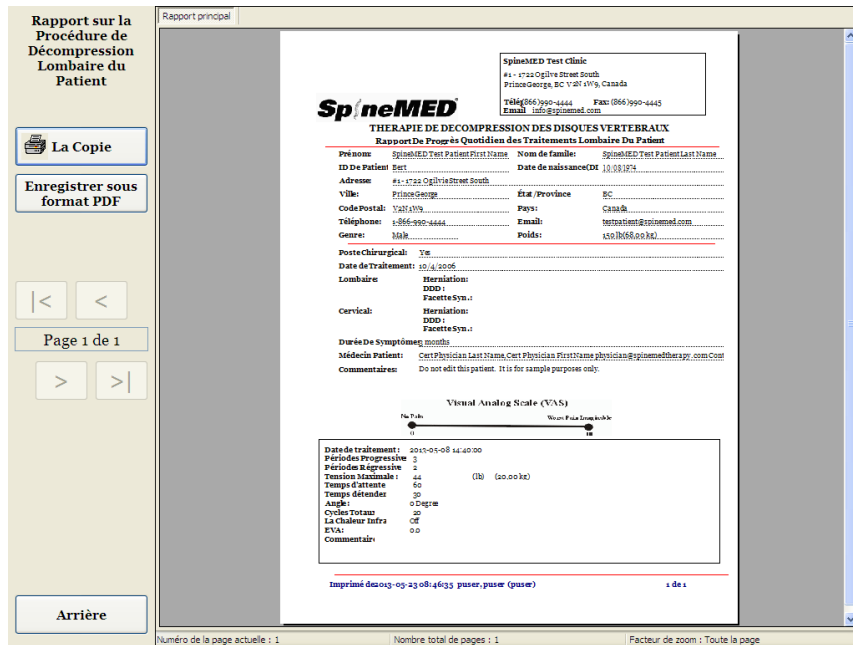 Rapport sur la
Procédure de
Décompression
Lombaire du
Patient
La Copie
Enregistrer sous
format PDF
|< <
Page 1 de 1
> >|
Arrière
Rapport principal
SpineMED Test Clinic
#1 - 1722 Ogilve Street South
PrinceGeorge, BC V2N 1W9, Canada
Télé(866)990-4444 Fax: (866)990-4445
Email info@spinemed.com
SpineMED
THERAPIE DE DECOMPRESSION DES DISQUES VERTEBRAUX
Rapport De Progrès Quotidien des Traitements Lombaire Du Patient
Prénom: SpineMED Test Patient First Name Nom de famile: SpineMED Test Patient Last Name
ID De Patient Bert Date de naissance(DI 10/08/1974
Adresse: #1- 1722 Ogilvie Street South
Ville: Prince George État /Province BC
Code Postal: V2N1W9 Pays: Canada
Téléphone: 1-866-990-4444 Email: testpatient@spinemed.com
Genre: Male Poids: 150 lb(68,00 kg)
Poste Chirurgical: Yes
Date de Traitement: 10/4/2006
Lombaire: Herniation:
DDD :
Facette Syn.:
Cervical: Herniation:
DDD :
Facette Syn.:
Durée De Symptômes months
Médecin Patient: Cert Physician Last Name, Cert Physician First Name physician@spinemedtherapy.com Cont
Commentaires: Do not edit this patient. It is for sample purposes only.
Visual Analog Scale (VAS)
No Pain Worst Pain Imaginable
0 10
Date de traitement : 2013-05-08 14:40:00
Périodes Progressive 3
Périodes Régressive 2
Tension Maximale : 44 (lb) (20,00 kg)
Temps d'attente 60
Temps détendez 30
Angle : 0 Degree
Cycles Totaux 20
La Chaleur Infra Off
EVA: 0.0
Commentaire
Imprimé de2013-05-23 08:46:35 puser, puser (puser) 1 de 1
Numéro de la page actuelle : 1 Nombre total de pages : 1 Facteur de zoom : Toute la page